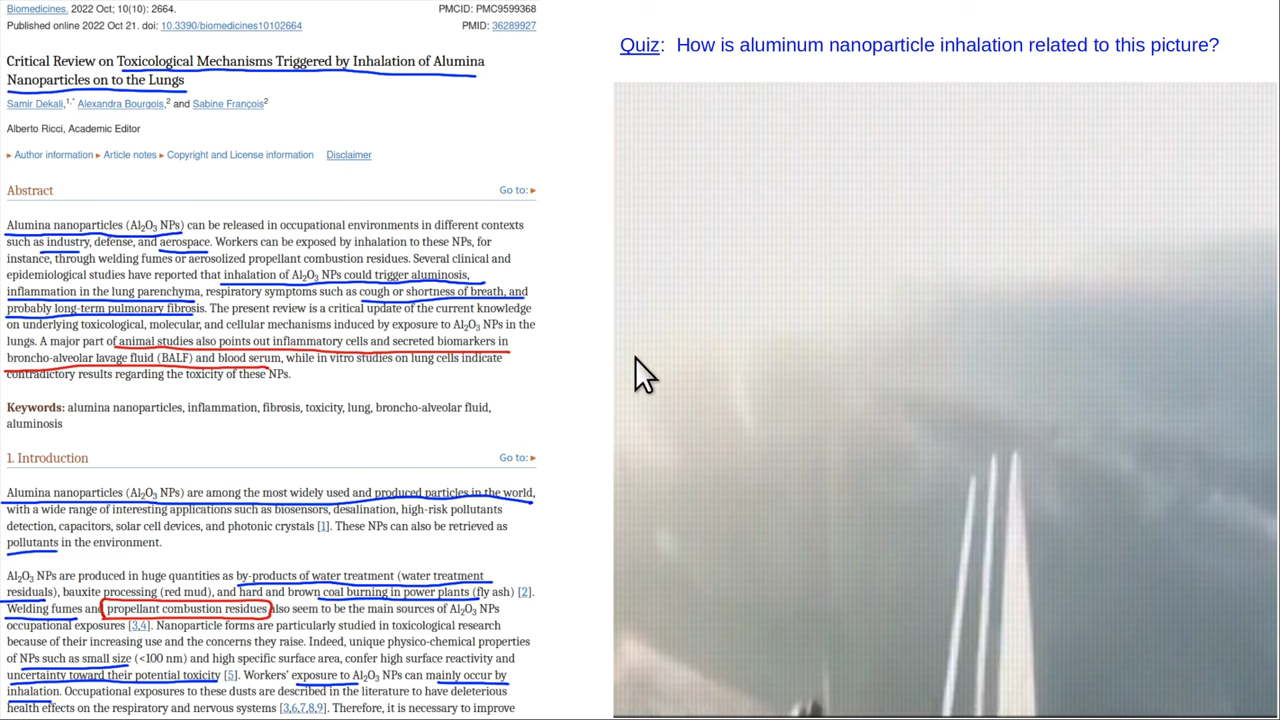 Biomedicines. 2022 Oct; 10(10): 2664.
PMCID: PMC9599368
Published online 2022 Oct 21. doi: 10.3390/biomedicines10102664
PMID: 36289927
Critical Review on Toxicological Mechanisms Triggered by Inhalation of Alumina
Nanoparticles on to the Lungs
Samir Dekali,1,* Alexandra Bourgois,2 and Sabine François2
Alberto Ricci, Academic Editor
▸ Author information ▸ Article notes ▸ Copyright and License information Disclaimer
Abstract
Go to: ▸
Alumina nanoparticles (Al2O3 NPs) can be released in occupational environments in different contexts
such as industry, defense, and aerospace. Workers can be exposed by inhalation to these NPs, for
instance, through welding fumes or aerosolized propellant combustion residues. Several clinical and
epidemiological studies have reported that inhalation of Al2O3 NPs could trigger aluminosis,
inflammation in the lung parenchyma, respiratory symptoms such as cough or shortness of breath, and
probably long-term pulmonary fibrosis. The present review is a critical update of the current knowledge
on underlying toxicological, molecular, and cellular mechanisms induced by exposure to Al2O3 NPs in the
lungs. A major part of animal studies also points out inflammatory cells and secreted biomarkers in
broncho-alveolar lavage fluid (BALF) and blood serum, while in vitro studies on lung cells indicate
contradictory results regarding the toxicity of these NPs.
Keywords: alumina nanoparticles, inflammation, fibrosis, toxicity, lung, broncho-alveolar fluid,
aluminosis
1. Introduction
Go to: ▸
Alumina nanoparticles (Al2O3 NPs) are among the most widely used and produced particles in the world,
with a wide range of interesting applications such as biosensors, desalination, high-risk pollutants
detection, capacitors, solar cell devices, and photonic crystals [1]. These NPs can also be retrieved as
pollutants in the environment.
Al2O3 NPs are produced in huge quantities as by-products of water treatment (water treatment
residuals), bauxite processing (red mud), and hard and brown coal burning in power plants (fly ash) [2].
Welding fumes and propellant combustion residues also seem to be the main sources of Al2O3 NPs
occupational exposures [3,4]. Nanoparticle forms are particularly studied in toxicological research
because of their increasing use and the concerns they raise. Indeed, unique physico-chemical properties
of NPs such as small size (<100 nm) and high specific surface area, confer high surface reactivity and
uncertainty toward their potential toxicity [5]. Workers' exposure to Al2O3 NPs can mainly occur by
inhalation. Occupational exposures to these dusts are described in the literature to have deleterious
health effects on the respiratory and nervous systems [3,6,7,8,9]. Therefore, it is necessary to improve
Quiz: How is aluminum nanoparticle inhalation related to this picture?